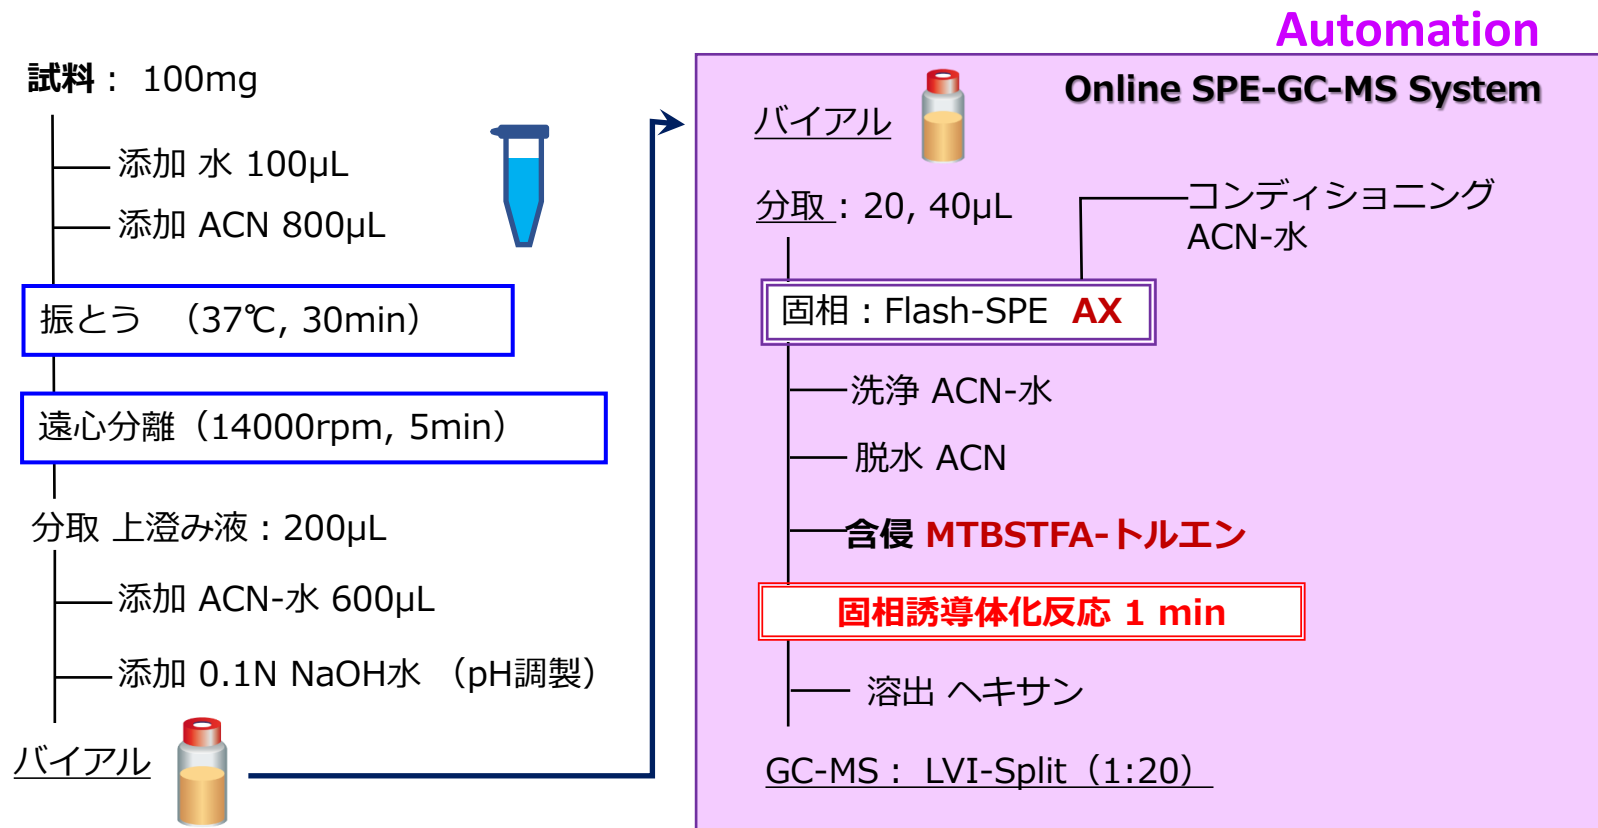 試料： 100mg
添加 水 100μL
添加 ACN 800μL
振とう （37℃, 30min）
遠心分離（14000rpm, 5min）
分取 上澄み液：200μL
添加 ACN-水 600μL
添加 0.1N NaOH水 （pH調製）
バイアル
Automation
Online SPE-GC-MS System
バイアル
分取：20, 40μL
コンディショニング
ACN-水
固相：Flash-SPE AX
洗浄 ACN-水
脱水 ACN
含侵 MTBSTFA-トルエン
固相誘導体化反応 1 min
溶出 ヘキサン
GC-MS： LVI-Split（1:20）